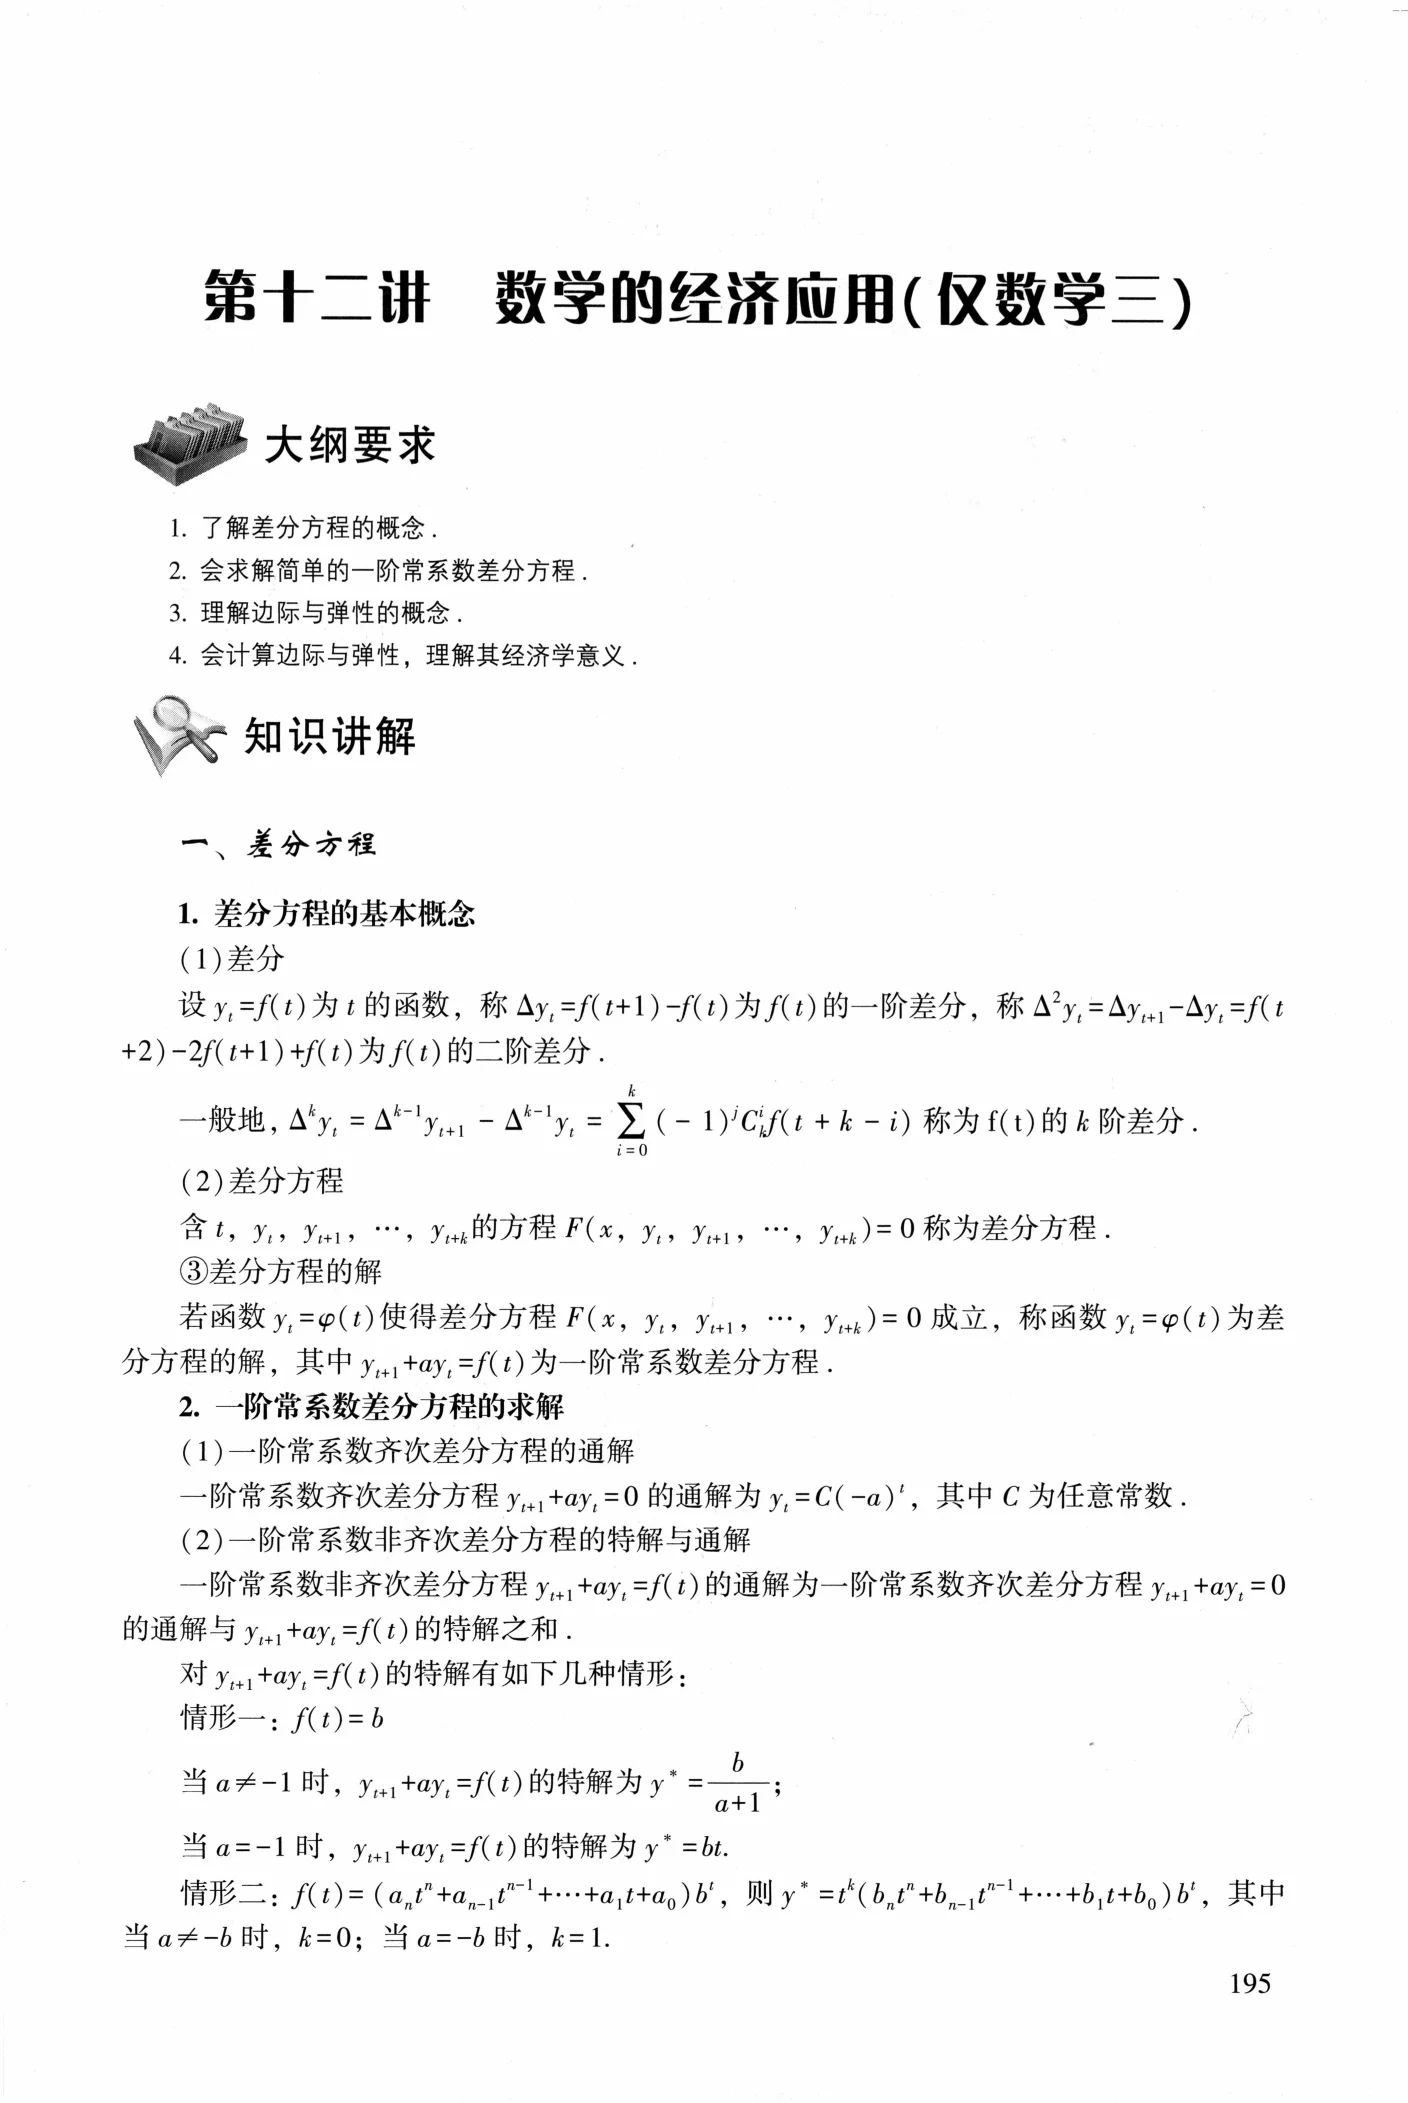 第十二讲 数学的经济应用(仅数学三)
大纲要求
1. 了解差分方程的概念.
2. 会求解简单的一阶常系数差分方程.
3. 理解边际与弹性的概念.
4. 会计算边际与弹性，理解其经济学意义.
知识讲解
一、差分方程
1. 差分方程的基本概念
(1)差分
设 yₜ=f(t)为 t 的函数，称 Δyₜ=f(t+1)-f(t)为 f(t)的一阶差分，称 Δ²yₜ=Δyₜ₊₁-Δyₜ=f(t
+2)-2f(t+1)+f(t)为 f(t)的二阶差分.
一般地，$\Delta^k y_t = \Delta^{k-1} y_{t+1} - \Delta^{k-1} y_t = \sum_{i=0}^{k} (-1)^j C_k^i f(t+k-i)$ 称为 f(t)的 k 阶差分.
(2)差分方程
含 t，$y_t$，$y_{t+1}$，…，$y_{t+k}$的方程 $F(x, y_t, y_{t+1}, …, y_{t+k})=0$ 称为差分方程.
③差分方程的解
若函数 $y_t=φ(t)$使得差分方程 $F(x, y_t, y_{t+1}, …, y_{t+k})=0$ 成立，称函数 $y_t=φ(t)$为差
分方程的解，其中 $y_{t+1}+ay_t=f(t)$为一阶常系数差分方程.
2. 一阶常系数差分方程的求解
(1)一阶常系数齐次差分方程的通解
一阶常系数齐次差分方程 $y_{t+1}+ay_t=0$ 的通解为 $y_t=C(-a)^t$，其中 C 为任意常数.
(2)一阶常系数非齐次差分方程的特解与通解
一阶常系数非齐次差分方程 $y_{t+1}+ay_t=f(t)$的通解为一阶常系数齐次差分方程 $y_{t+1}+ay_t=0$
的通解与 $y_{t+1}+ay_t=f(t)$的特解之和.
对 $y_{t+1}+ay_t=f(t)$的特解有如下几种情形：
情形一：f(t)=b
当 a≠-1 时，$y_{t+1}+ay_t=f(t)$的特解为 $y^*=\frac{b}{a+1}$；
当 a=-1 时，$y_{t+1}+ay_t=f(t)$的特解为 $y^*=bt$.
情形二：$f(t)=(a_nt^n+a_{n-1}t^{n-1}+⋯+a_1t+a_0)b^t$，则 $y^*=t^k(b_nt^n+b_{n-1}t^{n-1}+⋯+b_1t+b_0)b^t$，其中
当 a≠-b 时，k=0；当 a=-b 时，k=1.
195